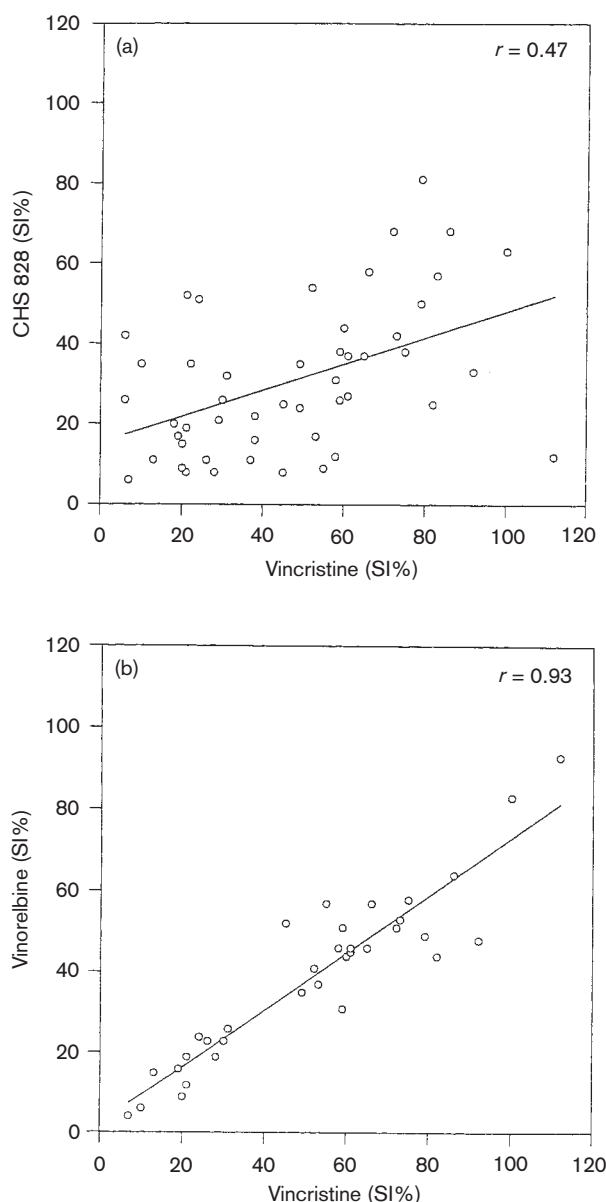 (a)
r = 0.47
120
100
80
60
40
20
0
CHS 828 (SI%)
0 20 40 60 80 100 120
Vincristine (SI%)
(b)
r = 0.93
120
100
80
60
40
20
0
Vinorelbine (SI%)
0 20 40 60 80 100 120
Vincristine (SI%)